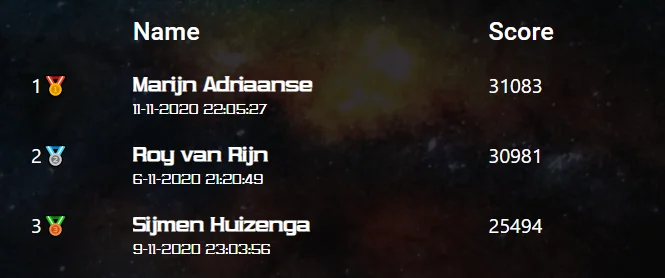 Name Score
1 Marijn Adriaanse 31083
11-11-2020 22:05:27
2 Roy van Rijn 30981
6-11-2020 21:20:49
3 Sijmen Huizenga 25494
9-11-2020 23:03:56